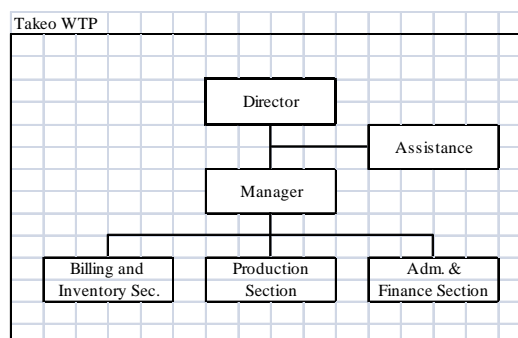 Takeo WTP
Director
Assistance
Manager
Billing and
Inventory Sec.
Production
Section
Adm. &
Finance Section